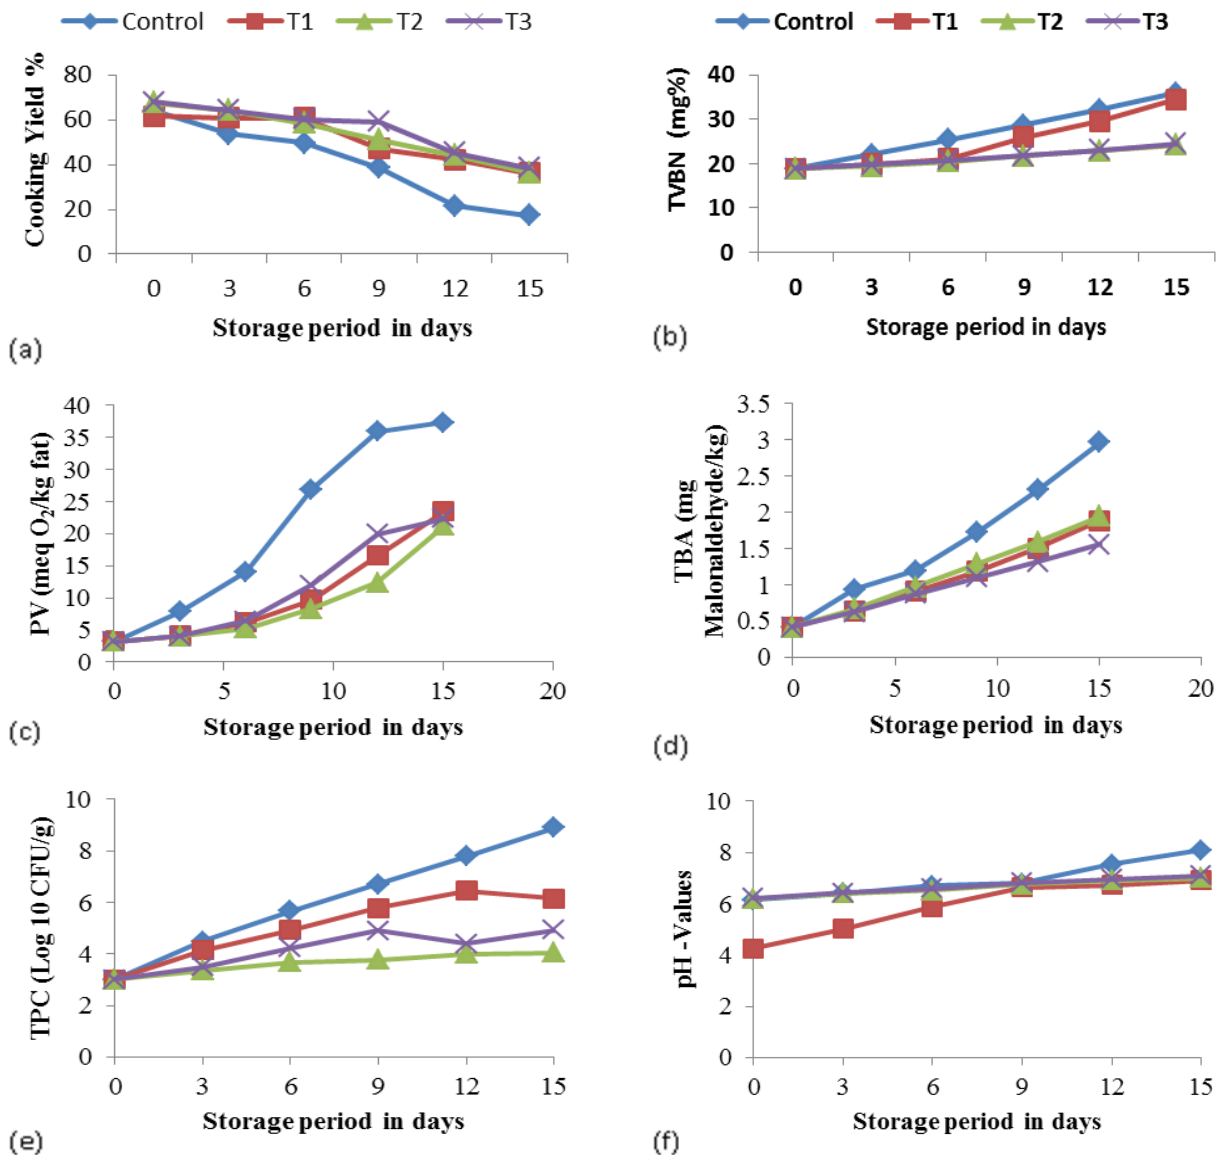 Control T1 T2 T3
Cooking Yield %
80
60
40
20
0
0 3 6 9 12 15
Storage period in days
(a)
Control T1 T2 T3
TVBN (mg%)
40
30
20
10
0
0 3 6 9 12 15
Storage period in days
(b)
PV (meq O₂/kg fat)
40
35
30
25
20
15
10
5
0
0 5 10 15 20
Storage period in days
(c)
TBA (mg
Malonaldehyde/kg)
3.5
3
2.5
2
1.5
1
0.5
0
0 5 10 15 20
Storage period in days
(d)
TPC (Log 10 CFU/g)
10
8
6
4
2
0
0 3 6 9 12 15
Storage period in days
(e)
pH -Values
10
8
6
4
2
0
0 3 6 9 12 15
Storage period in days
(f)